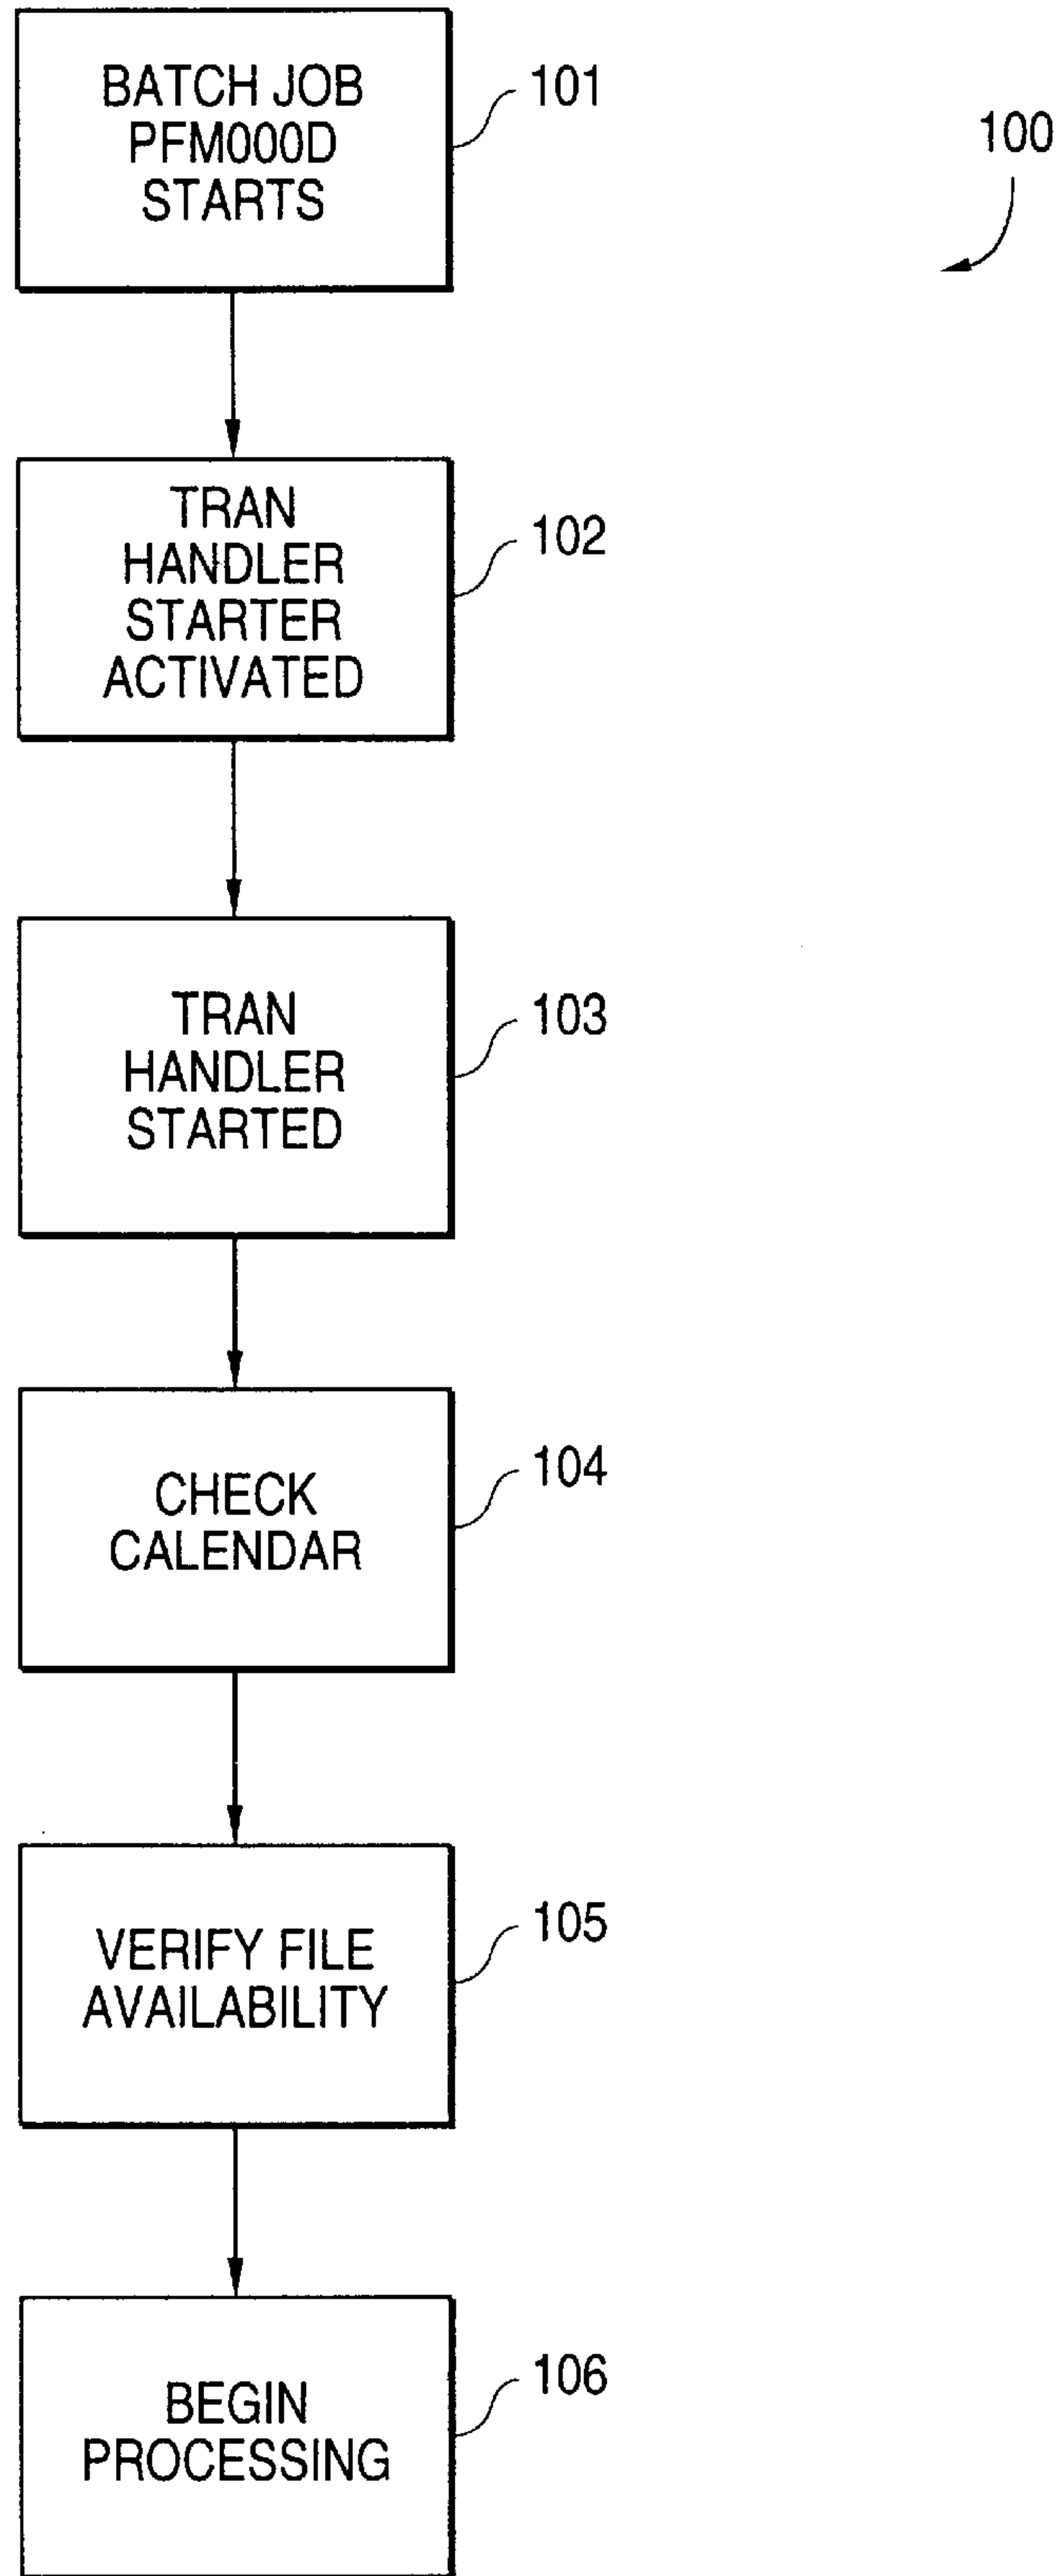 BATCH JOB
PFM000D
STARTS
101
100
TRAN
HANDLER
STARTER
ACTIVATED
102
TRAN
HANDLER
STARTED
103
CHECK
CALENDAR
104
VERIFY FILE
AVAILABILITY
105
BEGIN
PROCESSING
106